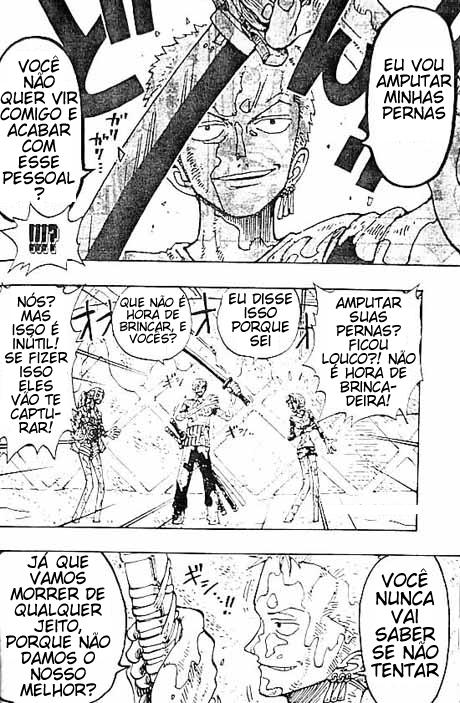 EU VOU
AMPUTAR
MINHAS
PERNAS
VOCÊ
NÃO
QUER VIR
COMIGO E
ACABAR
COM
ESSE
PESSOAL
?
!!!?
AMPUTAR
SUAS
PERNAS?
FICOU
LOUCO?! NÃO
É HORA DE
BRINCA-
DEIRA!
EU DISSE
ISSO
PORQUE
SEI
QUE NÃO É
HORA DE
BRINCAR, E
VOCÊS?
NÓS?
MAS
ISSO É
INÚTIL!
SE FIZER
ISSO
ELES
VÃO TE
CAPTU-
RAR!
VOCÊ
NUNCA
VAI
SABER
SE NÃO
TENTAR
JÁ QUE
VAMOS
MORRER DE
QUALQUER
JEITO,
PORQUE NÃO
DAMOS O
NOSSO
MELHOR?